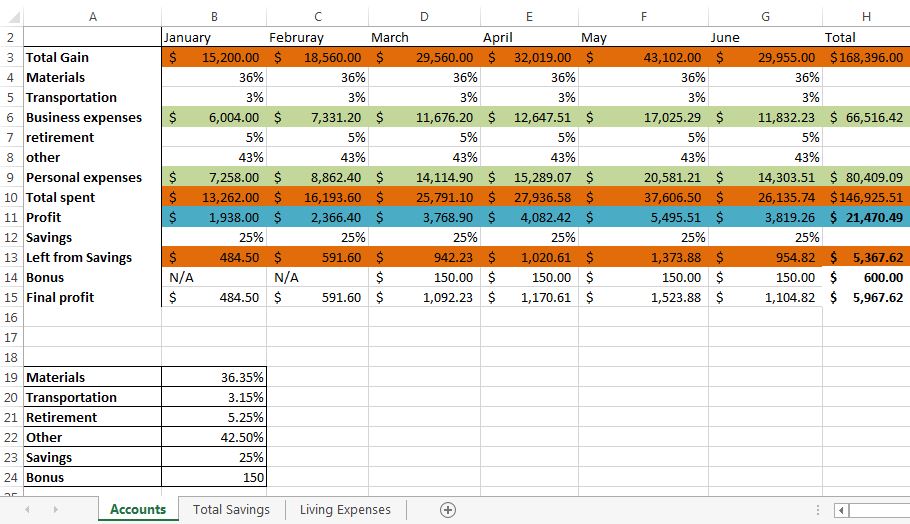 A B C D E F G H
2 January Februray March April May June Total
3 Total Gain $ 15,200.00 $ 18,560.00 $ 29,560.00 $ 32,019.00 $ 43,102.00 $ 29,955.00 $168,396.00
4 Materials 36% 36% 36% 36% 36% 36%
5 Transportation 3% 3% 3% 3% 3% 3%
6 Business expenses $ 6,004.00 $ 7,331.20 $ 11,676.20 $ 12,647.51 $ 17,025.29 $ 11,832.23 $ 66,516.42
7 retirement 5% 5% 5% 5% 5% 5%
8 other 43% 43% 43% 43% 43% 43%
9 Personal expenses $ 7,258.00 $ 8,862.40 $ 14,114.90 $ 15,289.07 $ 20,581.21 $ 14,303.51 $ 80,409.09
10 Total spent $ 13,262.00 $ 16,193.60 $ 25,791.10 $ 27,936.58 $ 37,606.50 $ 26,135.74 $146,925.51
11 Profit $ 1,938.00 $ 2,366.40 $ 3,768.90 $ 4,082.42 $ 5,495.51 $ 3,819.26 $ 21,470.49
12 Savings 25% 25% 25% 25% 25% 25%
13 Left from Savings $ 484.50 $ 591.60 $ 942.23 $ 1,020.61 $ 1,373.88 $ 954.82 $ 5,367.62
14 Bonus N/A N/A $ 150.00 $ 150.00 $ 150.00 $ 150.00 $ 600.00
15 Final profit $ 484.50 $ 591.60 $ 1,092.23 $ 1,170.61 $ 1,523.88 $ 1,104.82 $ 5,967.62
16
17
18
19 Materials 36.35%
20 Transportation 3.15%
21 Retirement 5.25%
22 Other 42.50%
23 Savings 25%
24 Bonus 150
Accounts Total Savings Living Expenses